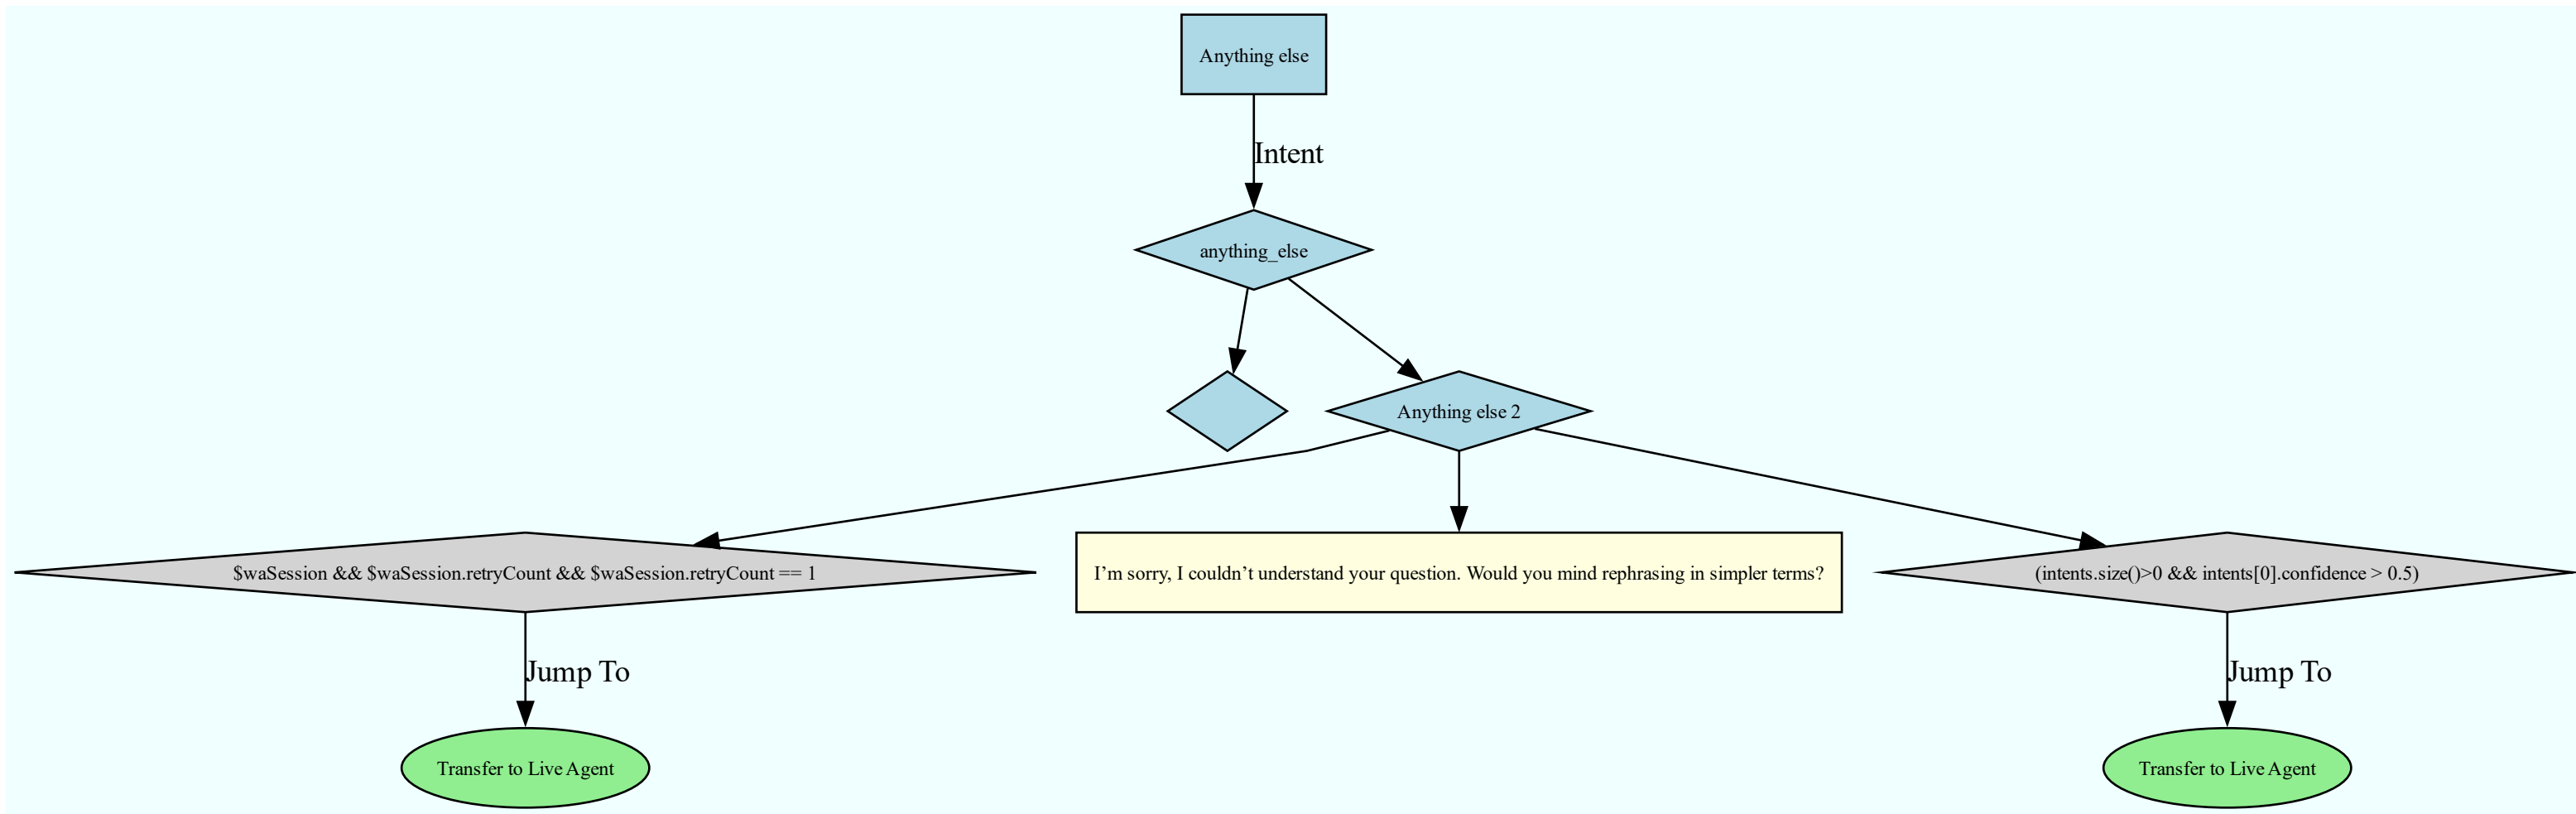 Anything else
Intent
anything_else
Anything else 2
$waSession && $waSession.retryCount && $waSession.retryCount == 1
I’m sorry, I couldn’t understand your question. Would you mind rephrasing in simpler terms?
(intents.size()>0 && intents[0].confidence > 0.5)
Jump To
Jump To
Transfer to Live Agent
Transfer to Live Agent